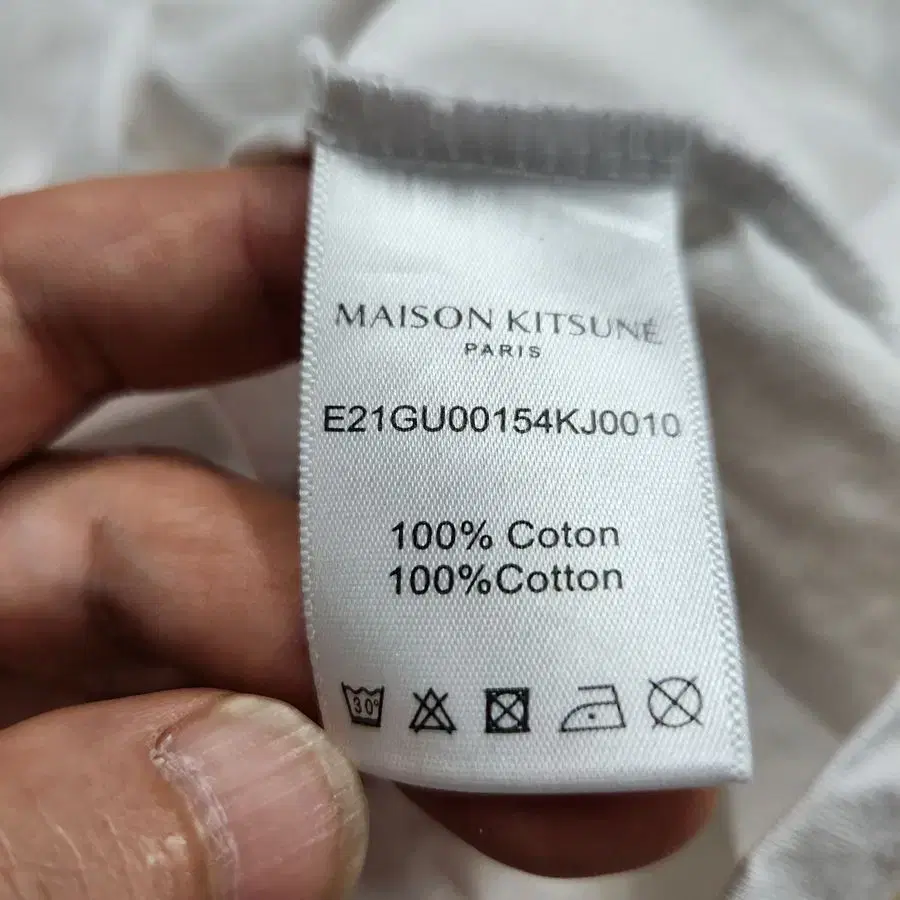 MAISON KITSUNÉ
PARIS
E21GU00154KJ0010
100% Coton
100%Cotton
30°